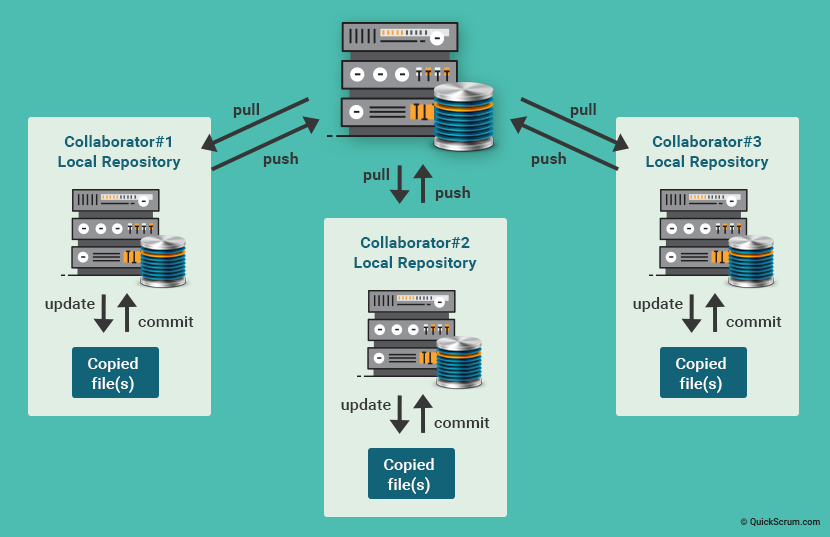 pull
push
pull
push
pull
push
Collaborator#1
Local Repository
update
commit
Copied
file(s)
Collaborator#2
Local Repository
update
commit
Copied
file(s)
Collaborator#3
Local Repository
update
commit
Copied
file(s)
© QuickScrum.com